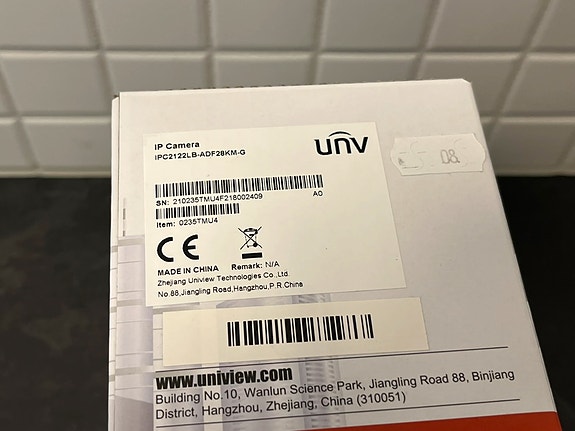 IP Camera
IPC2122LB-ADF28KM-G
unv
08
SN: 210235TMU4F218002409
A0
Item: 0235TMU4
CE
MADE IN CHINA Remark: N/A
Zhejiang Uniview Technologies Co.,Ltd.
No 88,Jiangling Road,Hangzhou,P.R.China
www.uniview.com
Building No.10, Wanlun Science Park, Jiangling Road 88, Binjiang
District, Hangzhou, Zhejiang, China (310051)